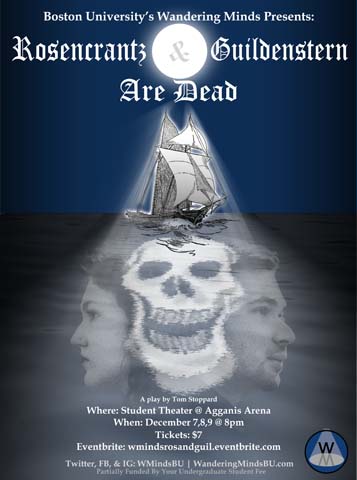 Boston University's Wandering Minds Presents:
Rosencrantz & Guildenstern
Are Dead
A play by Tom Stoppard
Where: Student Theater @ Agganis Arena
When: December 7,8,9 @ 8pm
Tickets: $7
Eventbrite: wmindsrosandguil.eventbrite.com
Twitter, FB, & IG: WMindsBU | WanderingMindsBU.com
Partially Funded By Your Undergraduate Student Fee
W
M